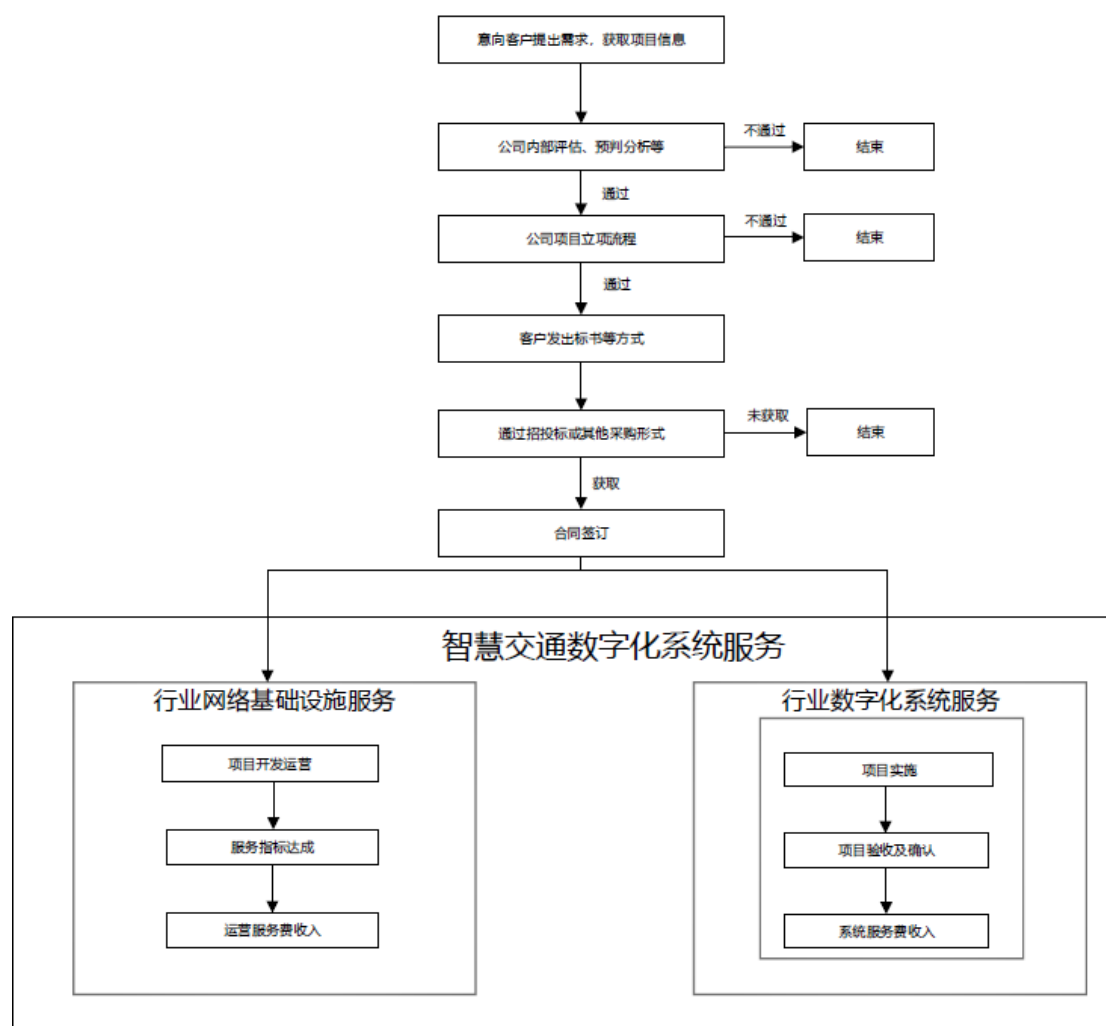 意向客户提出需求，获取项目信息
公司内部评估、预判分析等
不通过
结束
通过
公司项目立项流程
不通过
结束
通过
客户发出标书等方式
通过招投标或其他采购形式
未获取
结束
获取
合同签订
智慧交通数字化系统服务
行业网络基础设施服务
项目开发运营
服务指标达成
运营服务费收入
行业数字化系统服务
项目实施
项目验收及确认
系统服务费收入